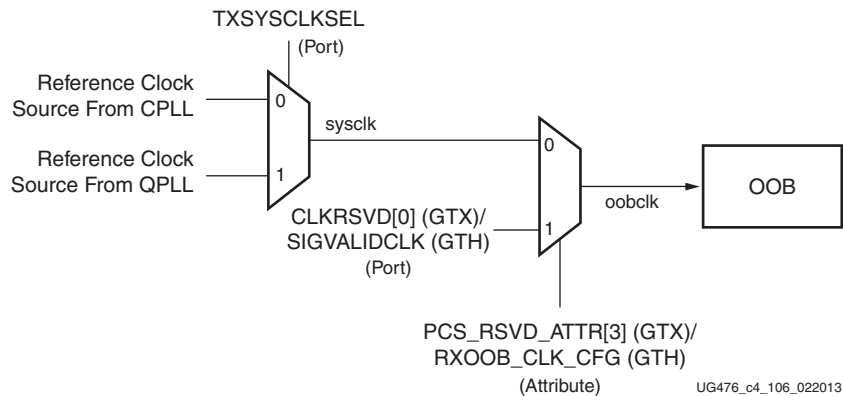 TXSYSCLKSEL
(Port)
Reference Clock
Source From CPLL
0
sysclk
Reference Clock
Source From QPLL
1
0
oobclk
OOB
CLKRSVD[0] (GTX)/
SIGVALIDCLK (GTH)
(Port)
1
PCS_RSVD_ATTR[3] (GTX)/
RXOOB_CLK_CFG (GTH)
(Attribute)
UG476_c4_106_022013